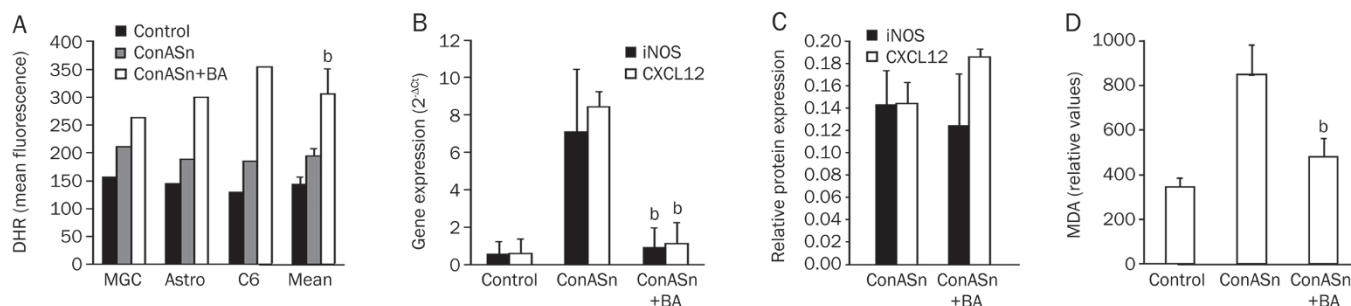 A
Control
ConASn
ConASn+BA
DHR (mean fluorescence)
400
350
300
250
200
150
100
50
0
b
MGC Astro C6 Mean
B
iNOS
CXCL12
Gene expression (2-ΔCt)
12
10
8
6
4
2
0
b b
Control ConASn ConASn
+BA
C
iNOS
CXCL12
Relative protein expression
0.20
0.18
0.16
0.14
0.12
0.10
0.08
0.06
0.04
0.02
0.00
ConASn ConASn
+BA
D
MDA (relative values)
1000
800
600
400
200
0
b
Control ConASn ConASn
+BA